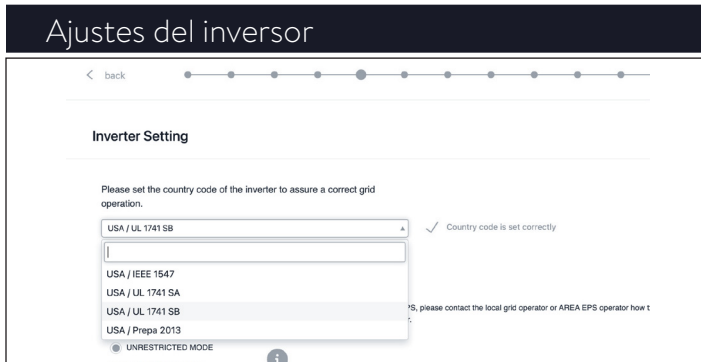 Ajustes del inversor
back
Inverter Setting
Please set the country code of the inverter to assure a correct grid
operation.
USA / UL 1741 SB
Country code is set correctly
USA / IEEE 1547
USA / UL 1741 SA
USA / UL 1741 SB
PS, please contact the local grid operator or AREA EPS operator how t
USA / Prepa 2013
UNRESTRICTED MODE
i